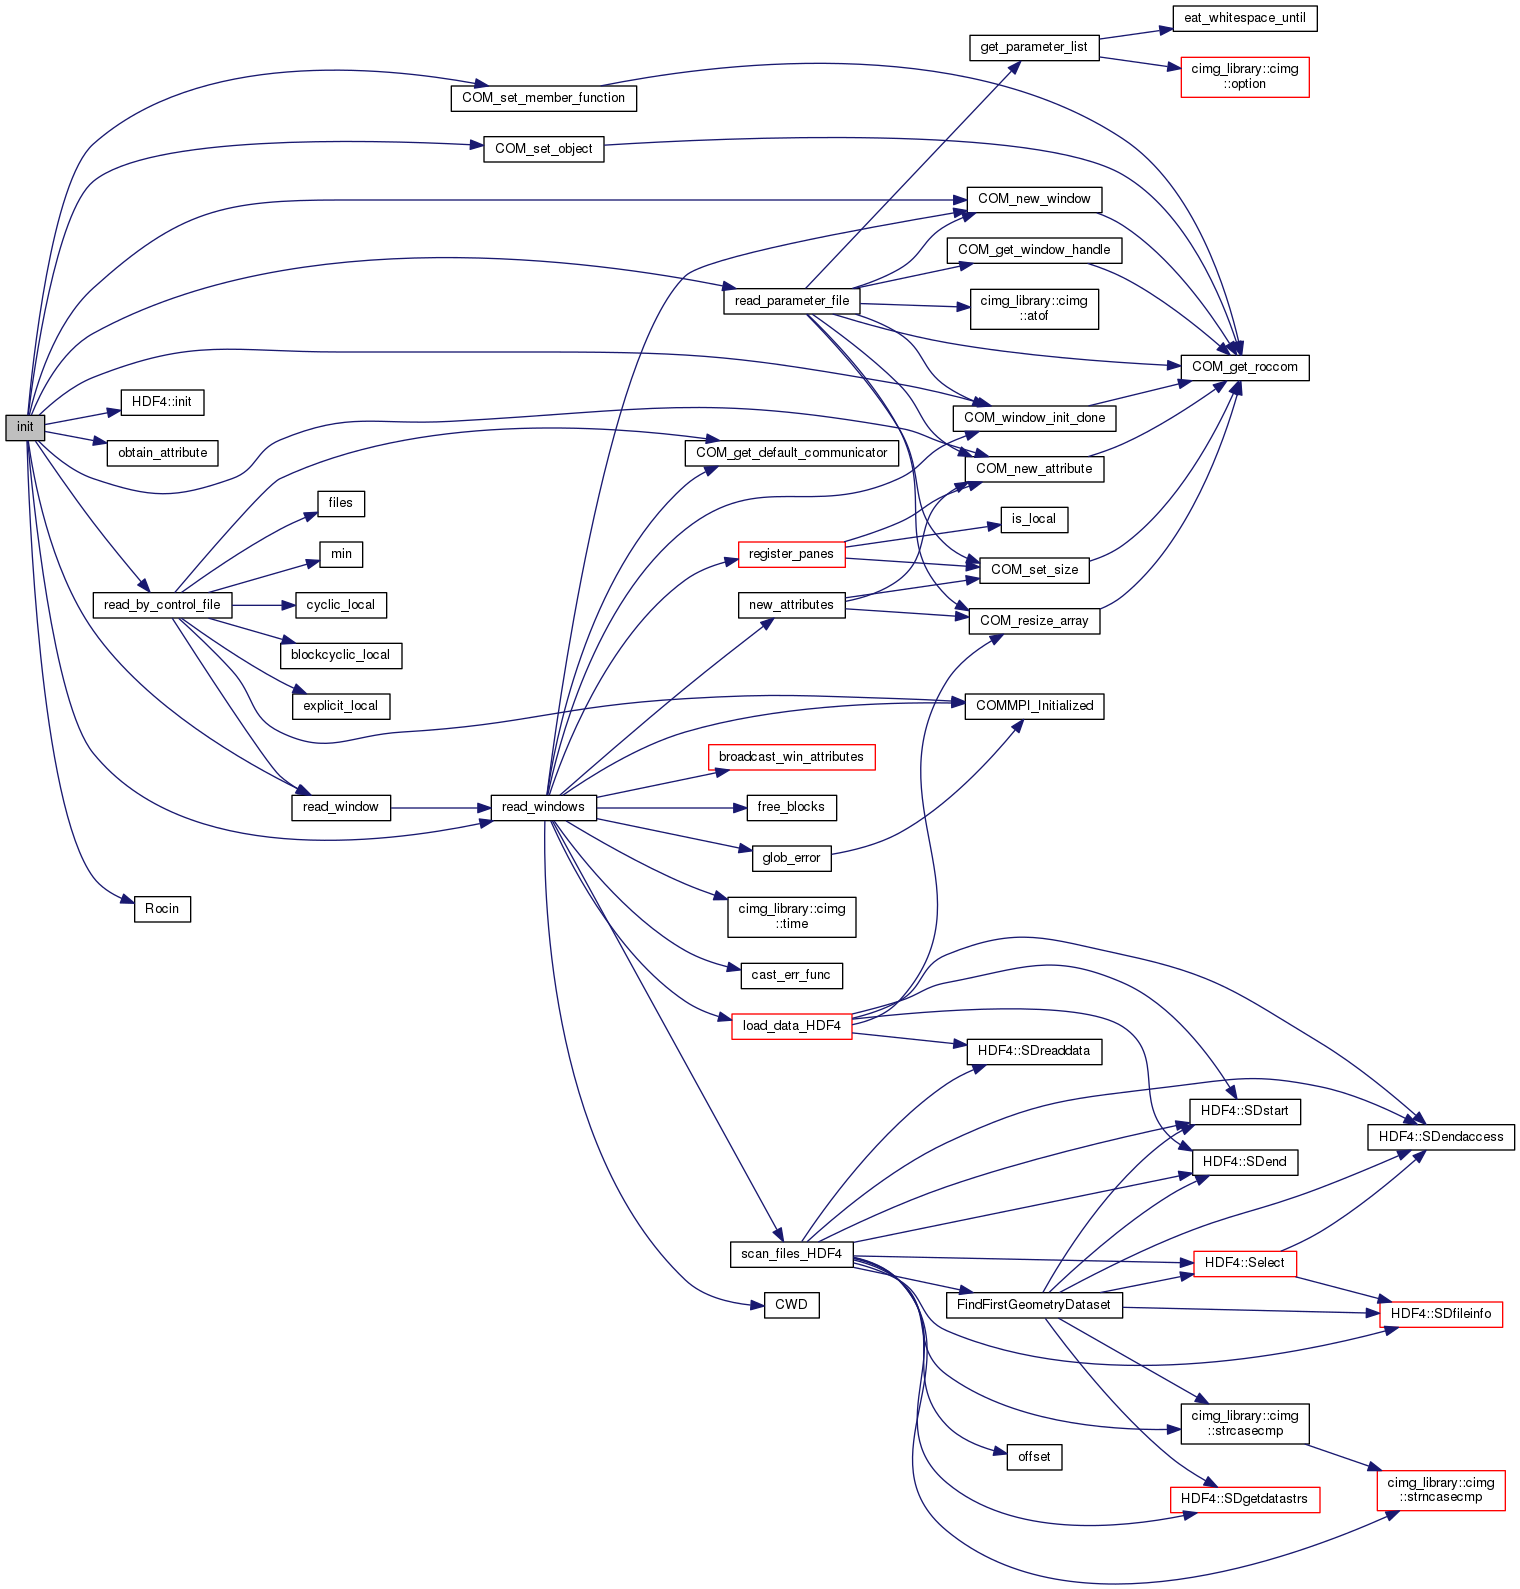 eat_whitespace_until
get_parameter_list
cimg_library::cimg
::option
COM_set_member_function
COM_set_object
COM_new_window
COM_get_window_handle
read_parameter_file
cimg_library::cimg
::atof
COM_get_roccom
HDF4::init
COM_window_init_done
init
obtain_attribute
COM_get_default_communicator
COM_new_attribute
files
is_local
min
register_panes
COM_set_size
read_by_control_file
cyclic_local
new_attributes
COM_resize_array
blockcyclic_local
explicit_local
COMMPI_Initialized
broadcast_win_attributes
read_window
read_windows
free_blocks
glob_error
Rocin
cimg_library::cimg
::time
cast_err_func
load_data_HDF4
HDF4::SDreaddata
HDF4::SDstart
HDF4::SDendaccess
HDF4::SDend
scan_files_HDF4
HDF4::Select
CWD
FindFirstGeometryDataset
HDF4::SDfileinfo
cimg_library::cimg
::strcasecmp
offset
cimg_library::cimg
::strncasecmp
HDF4::SDgetdatastrs